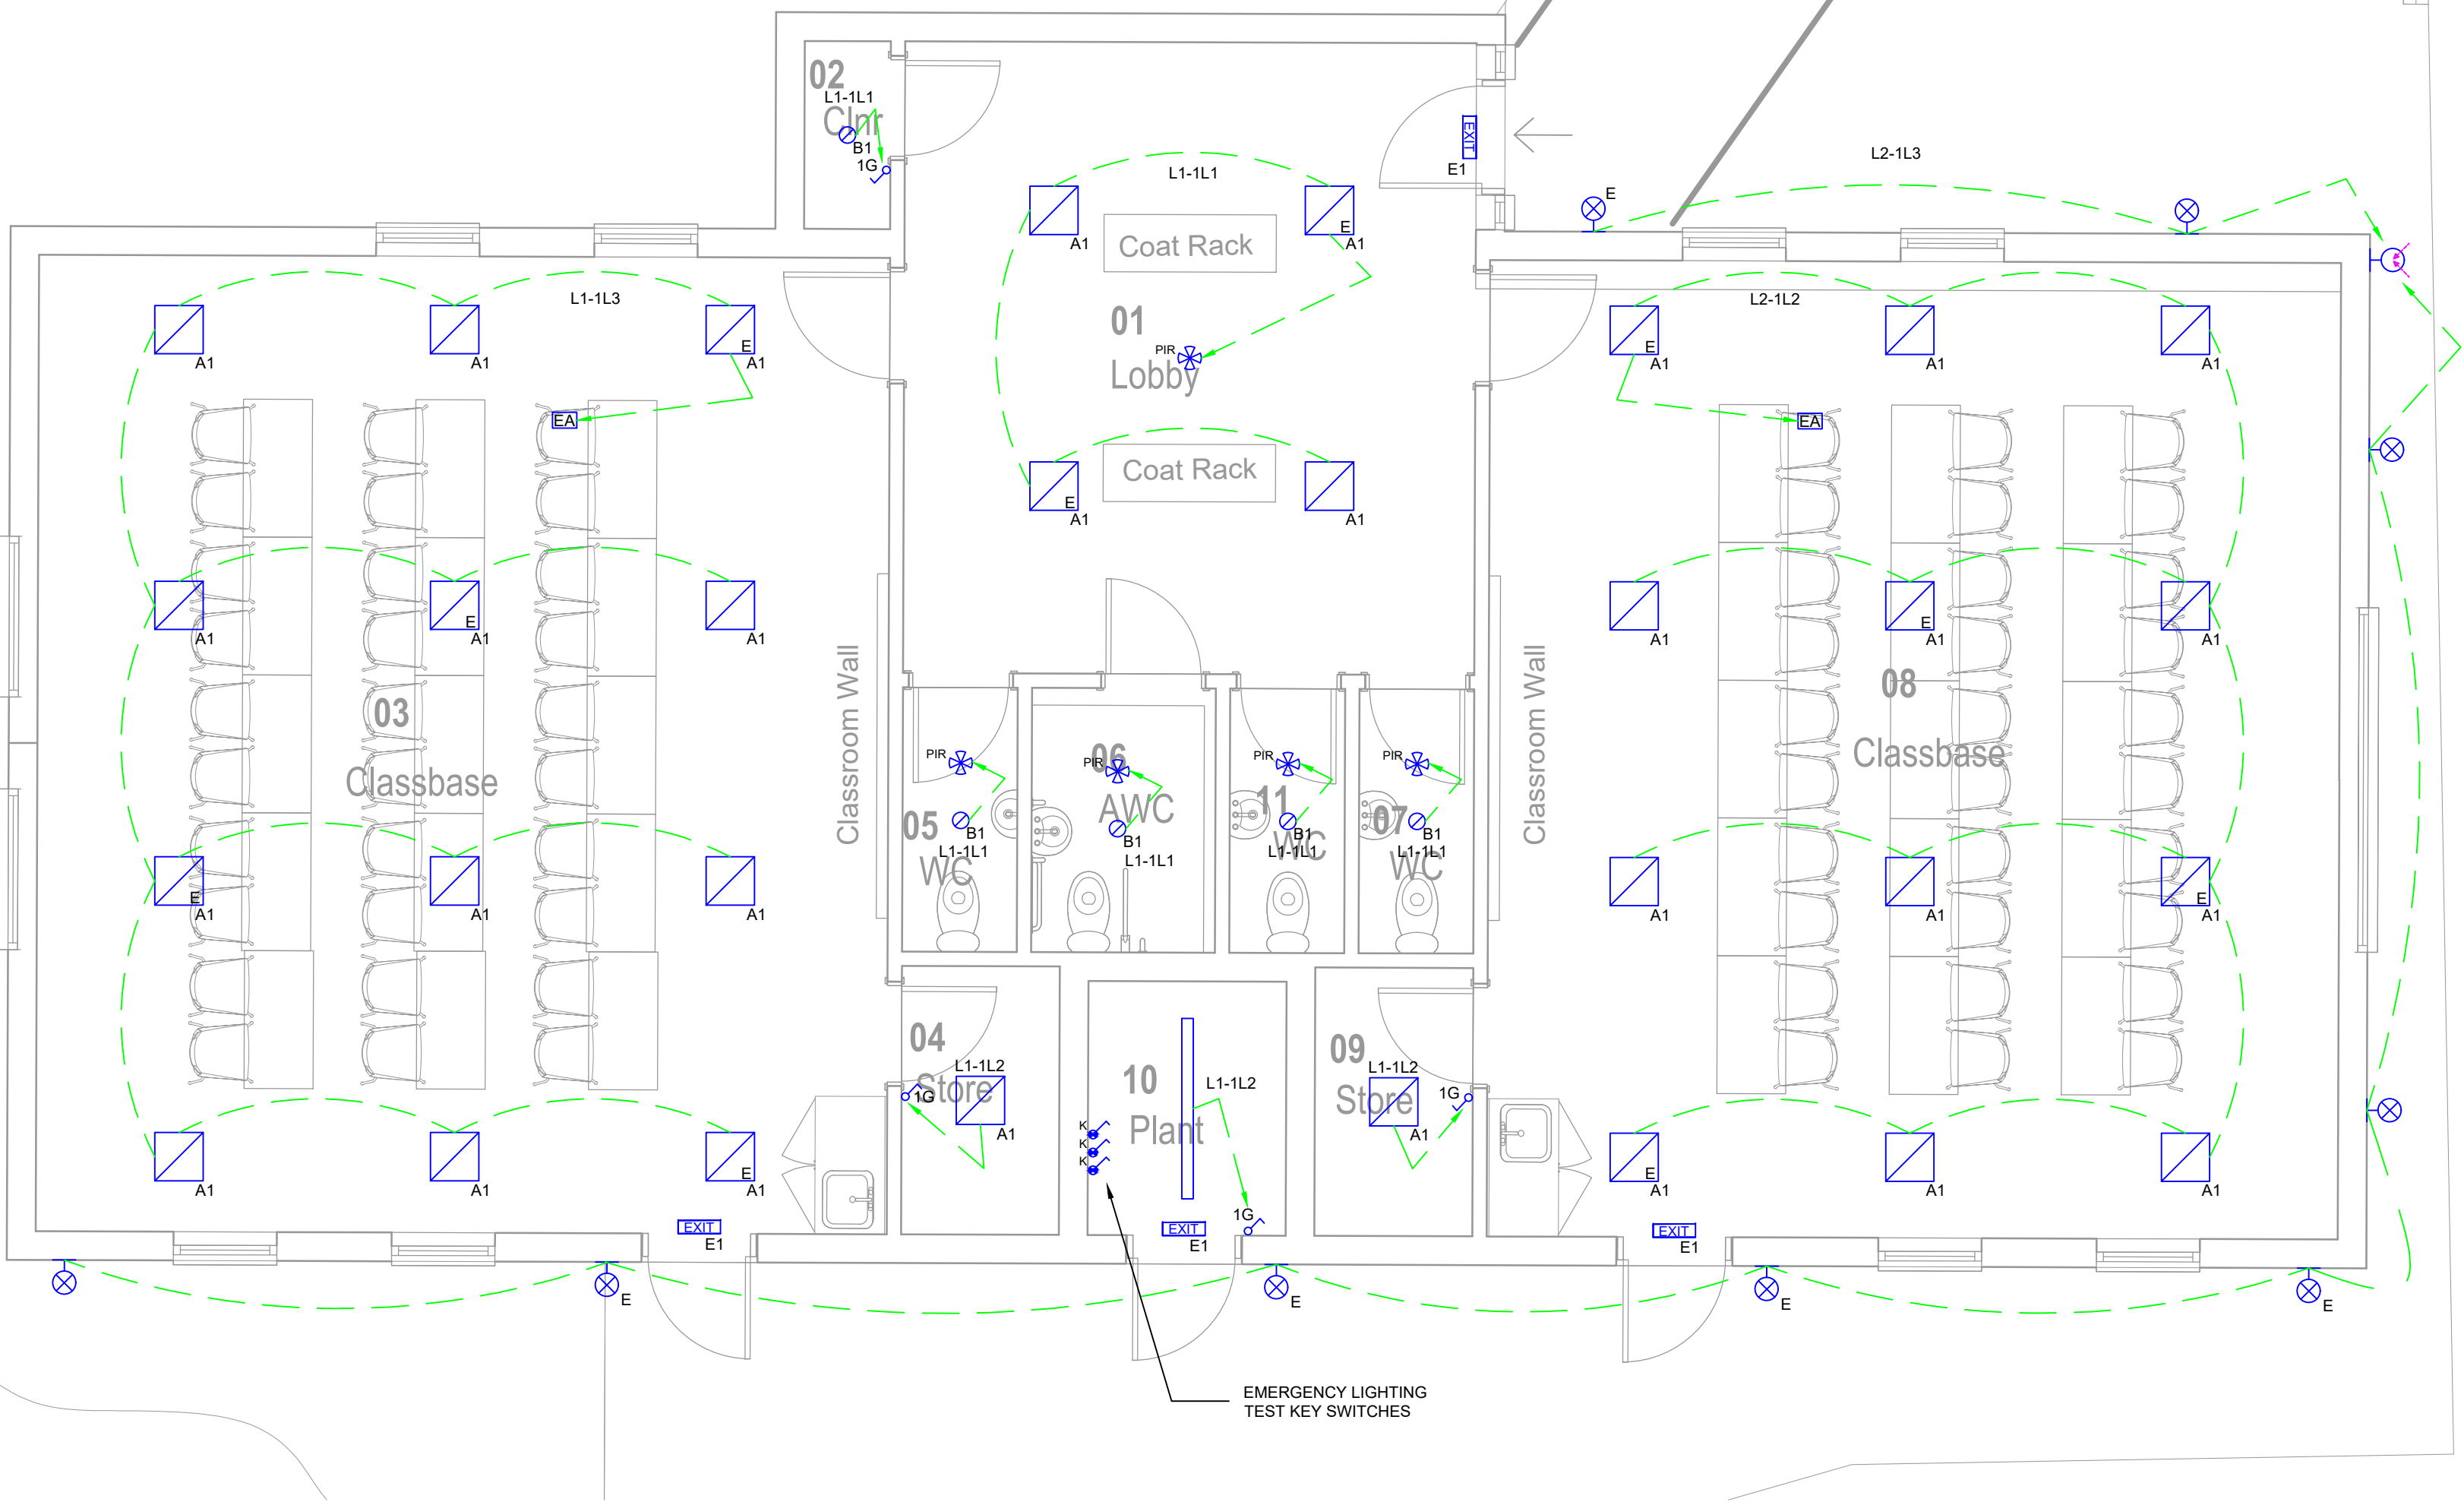 02
L1-1L1
Clnr
B1
1G
L1-1L1
A1
E
A1
Coat Rack
EXIT
E1
L2-1L3
E
01
PIR
Lobby
Coat Rack
E
A1
A1
L1-1L3
A1
A1
E
A1
EA
A1
E
A1
A1
03
Classbase
E
A1
A1
A1
A1
A1
E
A1
EXIT
E1
Classroom Wall
L2-1L2
E
A1
A1
A1
EA
A1
E
A1
A1
08
Classbase
A1
A1
E
A1
E
A1
A1
A1
EXIT
E1
Classroom Wall
PIR
05
B1
L1-1L1
WC
PIR
06
AWC
B1
L1-1L1
PIR
11
B1
L1-1L1
WC
PIR
07
B1
L1-1L1
WC
04
L1-1L2
Store
1G
A1
10
L1-1L2
Plant
K
K
K
1G
EXIT
E1
09
L1-1L2
Store
1G
A1
E
E
E
E
EMERGENCY LIGHTING
TEST KEY SWITCHES